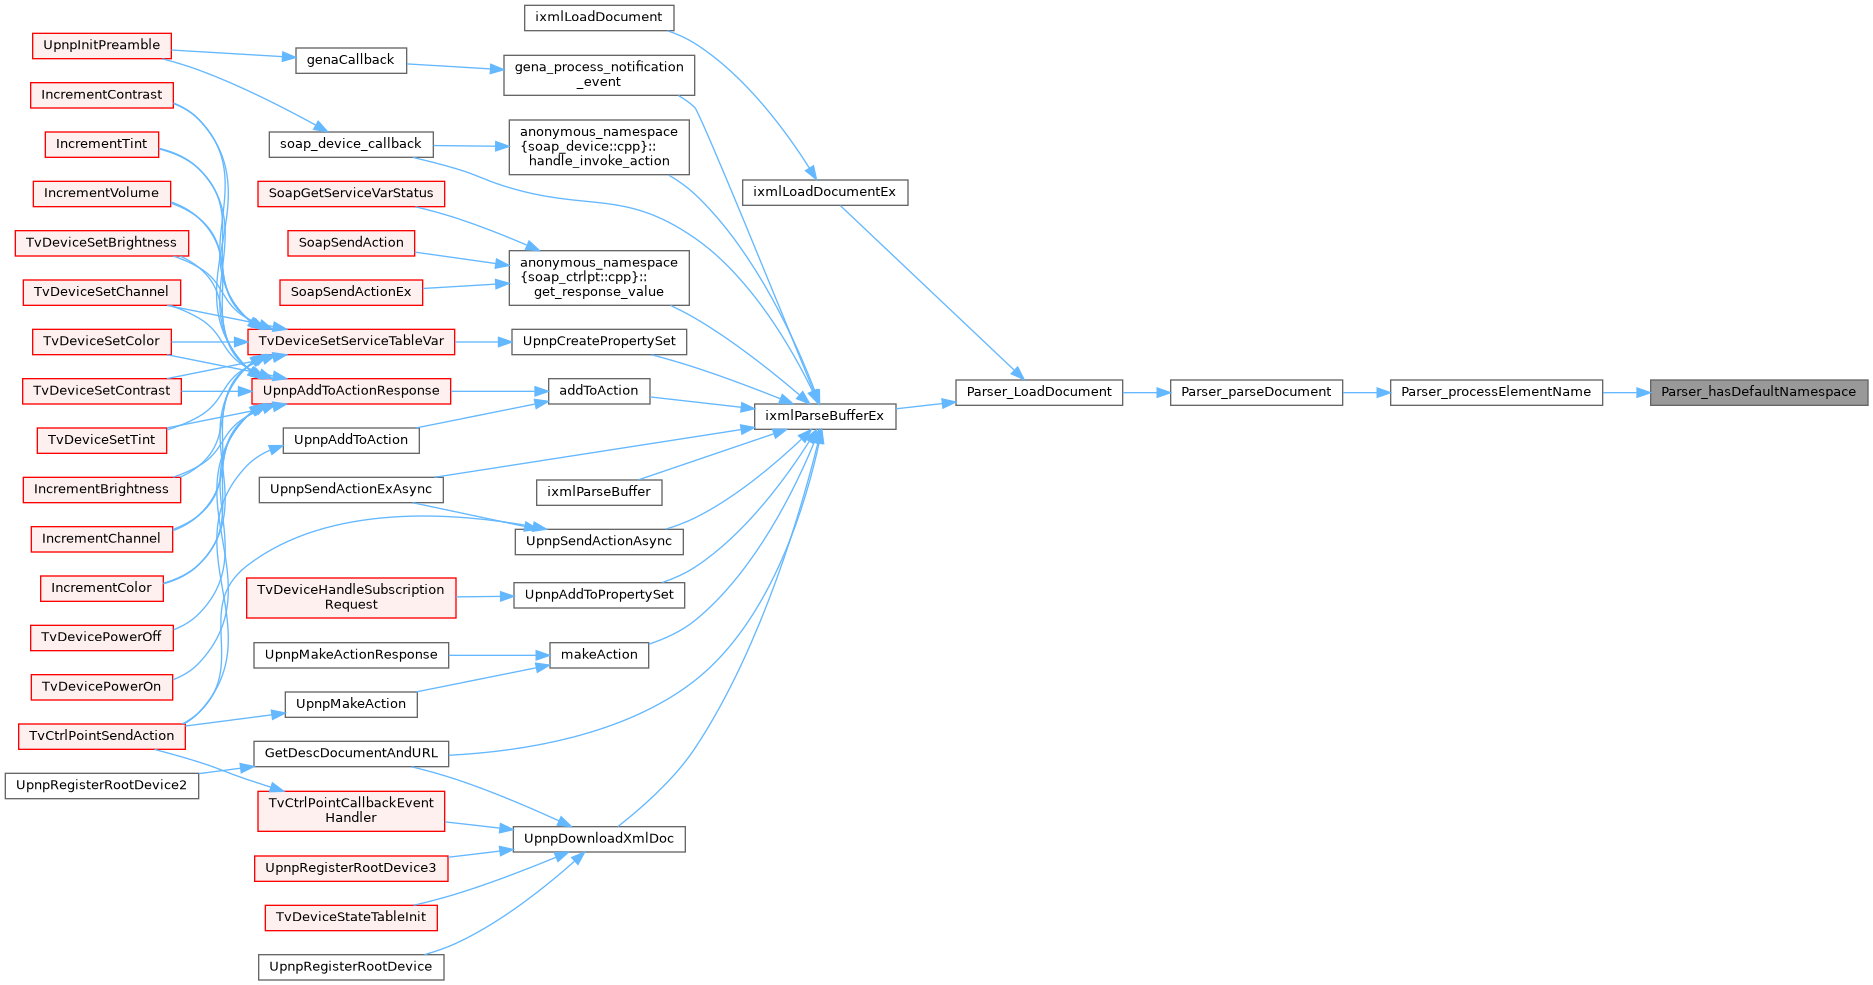 ixmlLoadDocument
UpnpInitPreamble
genaCallback
gena_process_notification
_event
IncrementContrast
IncrementTint
soap_device_callback
anonymous_namespace
{soap_device::cpp}::
handle_invoke_action
IncrementVolume
SoapGetServiceVarStatus
ixmlLoadDocumentEx
TvDeviceSetBrightness
SoapSendAction
anonymous_namespace
{soap_ctrlpt::cpp}::
get_response_value
TvDeviceSetChannel
SoapSendActionEx
TvDeviceSetColor
TvDeviceSetServiceTableVar
UpnpCreatePropertySet
TvDeviceSetContrast
UpnpAddToActionResponse
addToAction
ixmlParseBufferEx
Parser_LoadDocument
Parser_parseDocument
Parser_processElementName
Parser_hasDefaultNamespace
TvDeviceSetTint
UpnpAddToAction
IncrementBrightness
UpnpSendActionExAsync
ixmlParseBuffer
IncrementChannel
UpnpSendActionAsync
IncrementColor
TvDeviceHandleSubscription
Request
UpnpAddToPropertySet
TvDevicePowerOff
UpnpMakeActionResponse
makeAction
TvDevicePowerOn
UpnpMakeAction
TvCtrlPointSendAction
GetDescDocumentAndURL
UpnpRegisterRootDevice2
TvCtrlPointCallbackEvent
Handler
UpnpDownloadXmlDoc
UpnpRegisterRootDevice3
TvDeviceStateTableInit
UpnpRegisterRootDevice